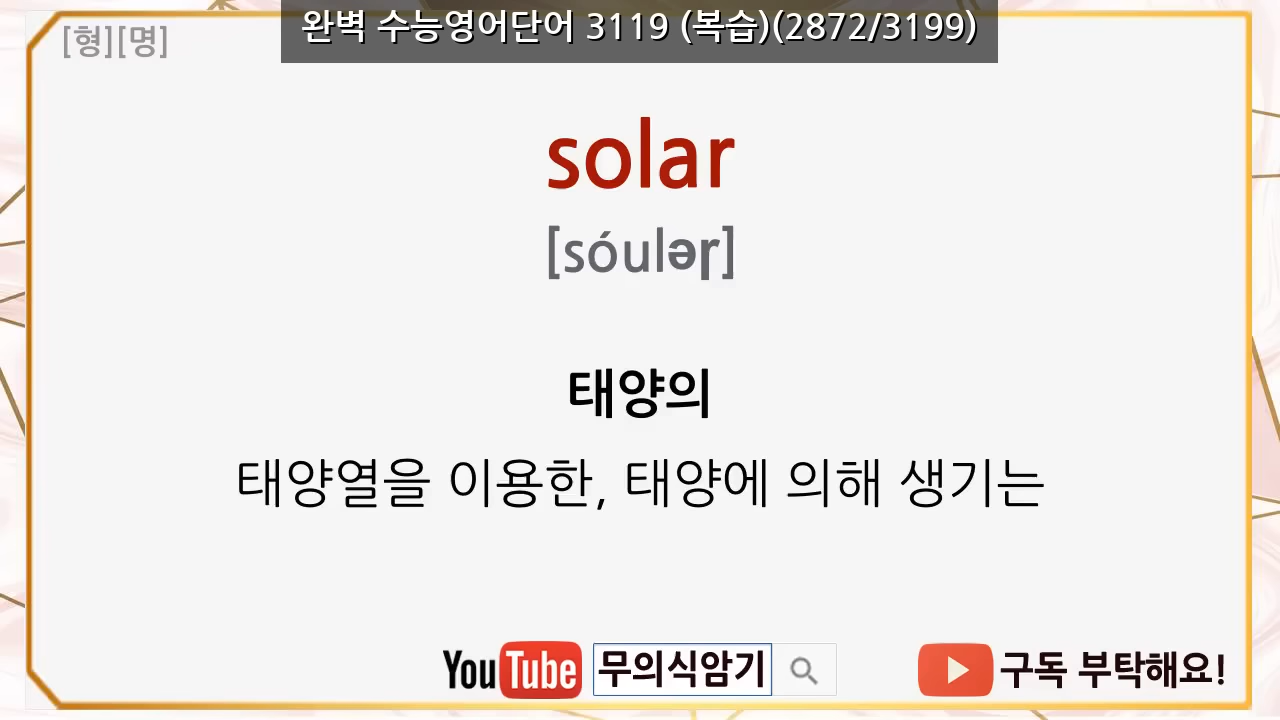 완벽 수능영어단어 3119 (복습)(2872/3199)
[형][명]
solar
[sóulər]
태양의
태양열을 이용한, 태양에 의해 생기는
YouTube 무의식암기 구독 부탁해요!